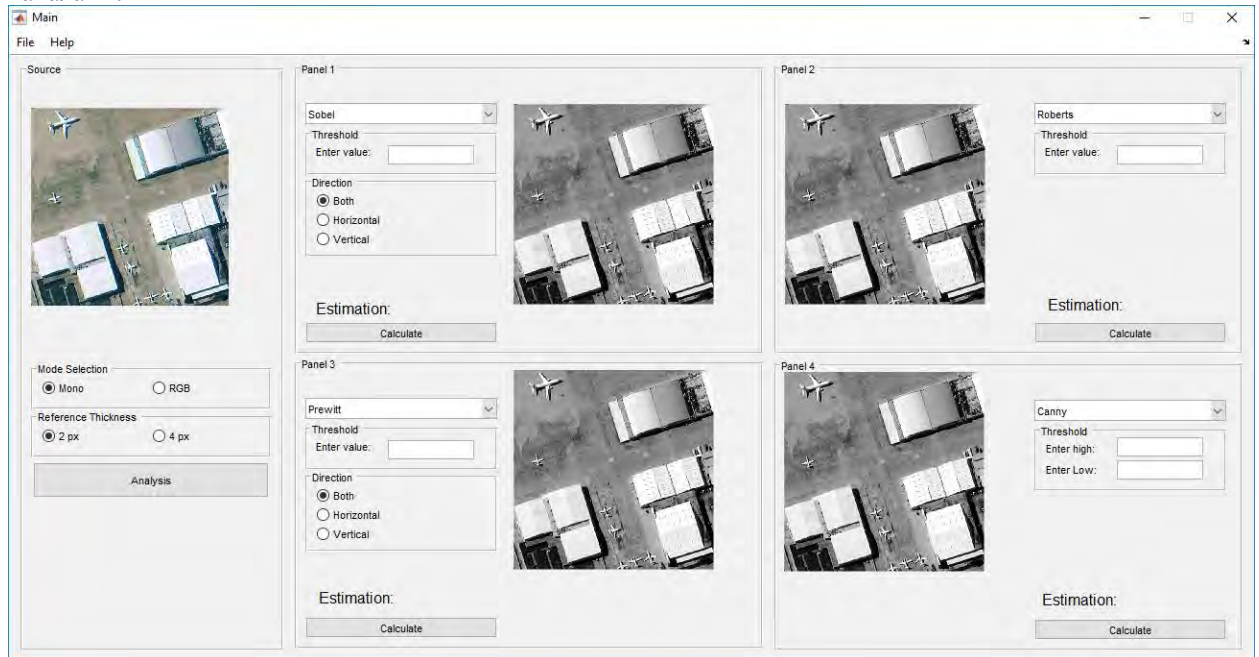 Main
File Help
Source
Mode Selection
Mono
RGB
Reference Thickness
2 px
4 px
Analysis
Panel 1
Sobel
Threshold
Enter value:
Direction
Both
Horizontal
Vertical
Estimation:
Calculate
Panel 2
Roberts
Threshold
Enter value:
Estimation:
Calculate
Panel 3
Prewitt
Threshold
Enter value:
Direction
Both
Horizontal
Vertical
Estimation:
Calculate
Panel 4
Canny
Threshold
Enter high:
Enter Low:
Estimation:
Calculate